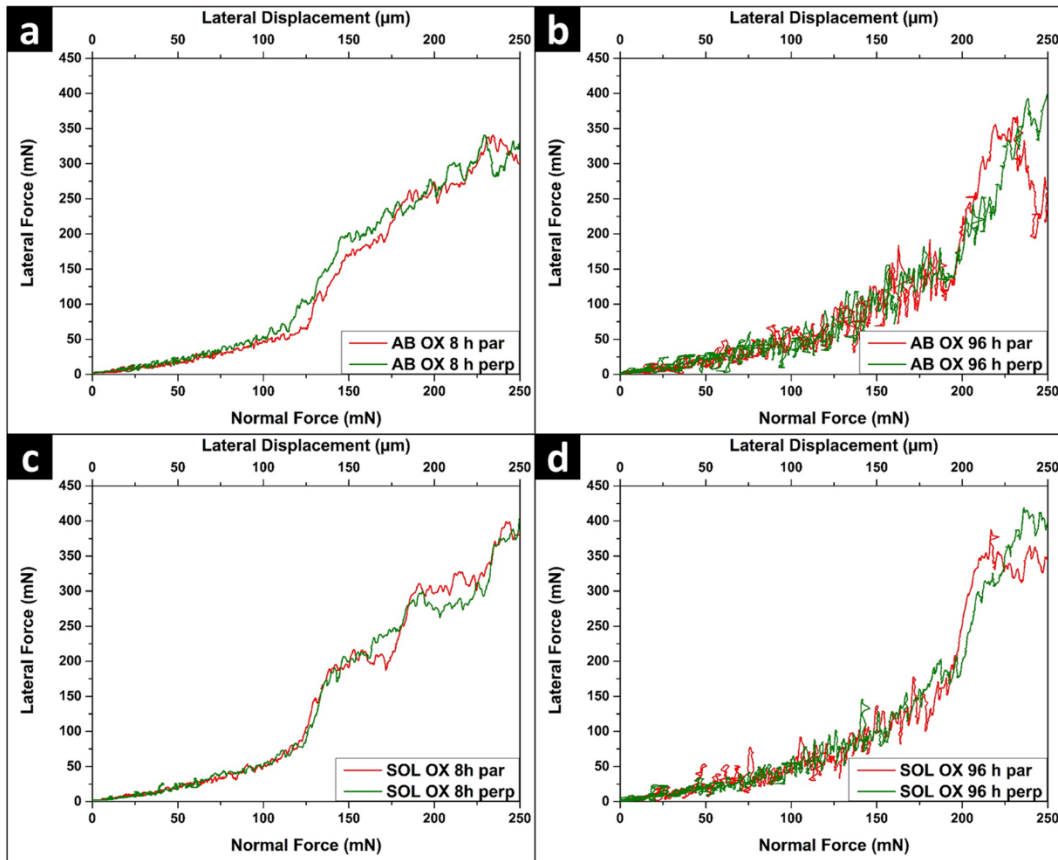 a
Lateral Displacement (µm)
0 50 100 150 200 250
450
400
350
300
250
200
150
100
50
0
Lateral Force (mN)
AB OX 8 h par
AB OX 8 h perp
0 50 100 150 200 250
Normal Force (mN)
b
Lateral Displacement (µm)
0 50 100 150 200 250
450
400
350
300
250
200
150
100
50
0
Lateral Force (mN)
AB OX 96 h par
AB OX 96 h perp
0 50 100 150 200 250
Normal Force (mN)
c
Lateral Displacement (µm)
0 50 100 150 200 250
450
400
350
300
250
200
150
100
50
0
Lateral Force (mN)
SOL OX 8h par
SOL OX 8h perp
0 50 100 150 200 250
Normal Force (mN)
d
Lateral Displacement (µm)
0 50 100 150 200 250
450
400
350
300
250
200
150
100
50
0
Lateral Force (mN)
SOL OX 96 h par
SOL OX 96 h perp
0 50 100 150 200 250
Normal Force (mN)